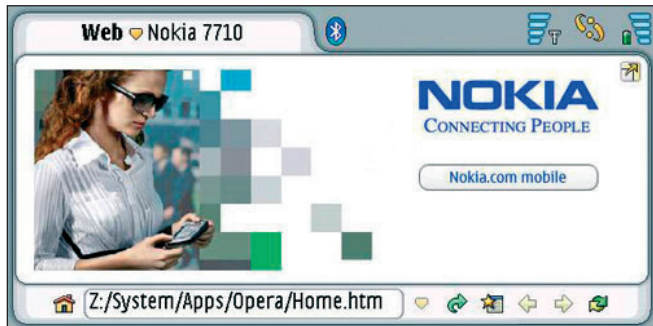 Web Nokia 7710
NOKIA
CONNECTING PEOPLE
Nokia.com mobile
Z:/System/Apps/Opera/Home.htm